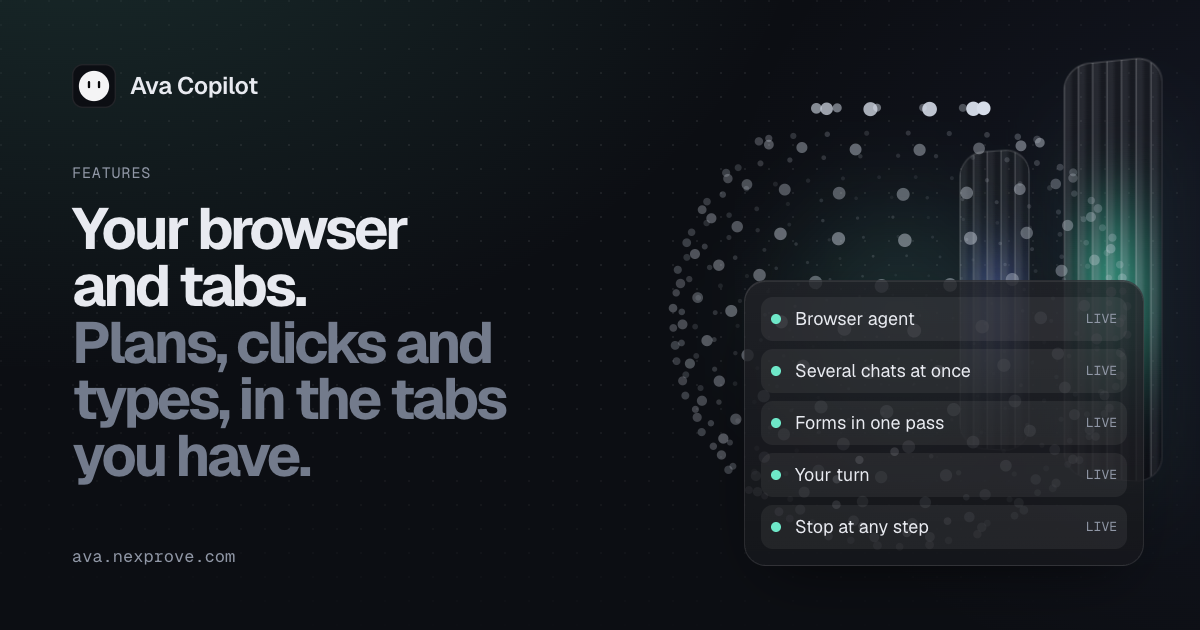 Ava Copilot
FEATURES
Your browser
and tabs.
Plans, clicks and
types, in the tabs
you have.
ava.nexprove.com
Browser agent LIVE
Several chats at once LIVE
Forms in one pass LIVE
Your turn LIVE
Stop at any step LIVE